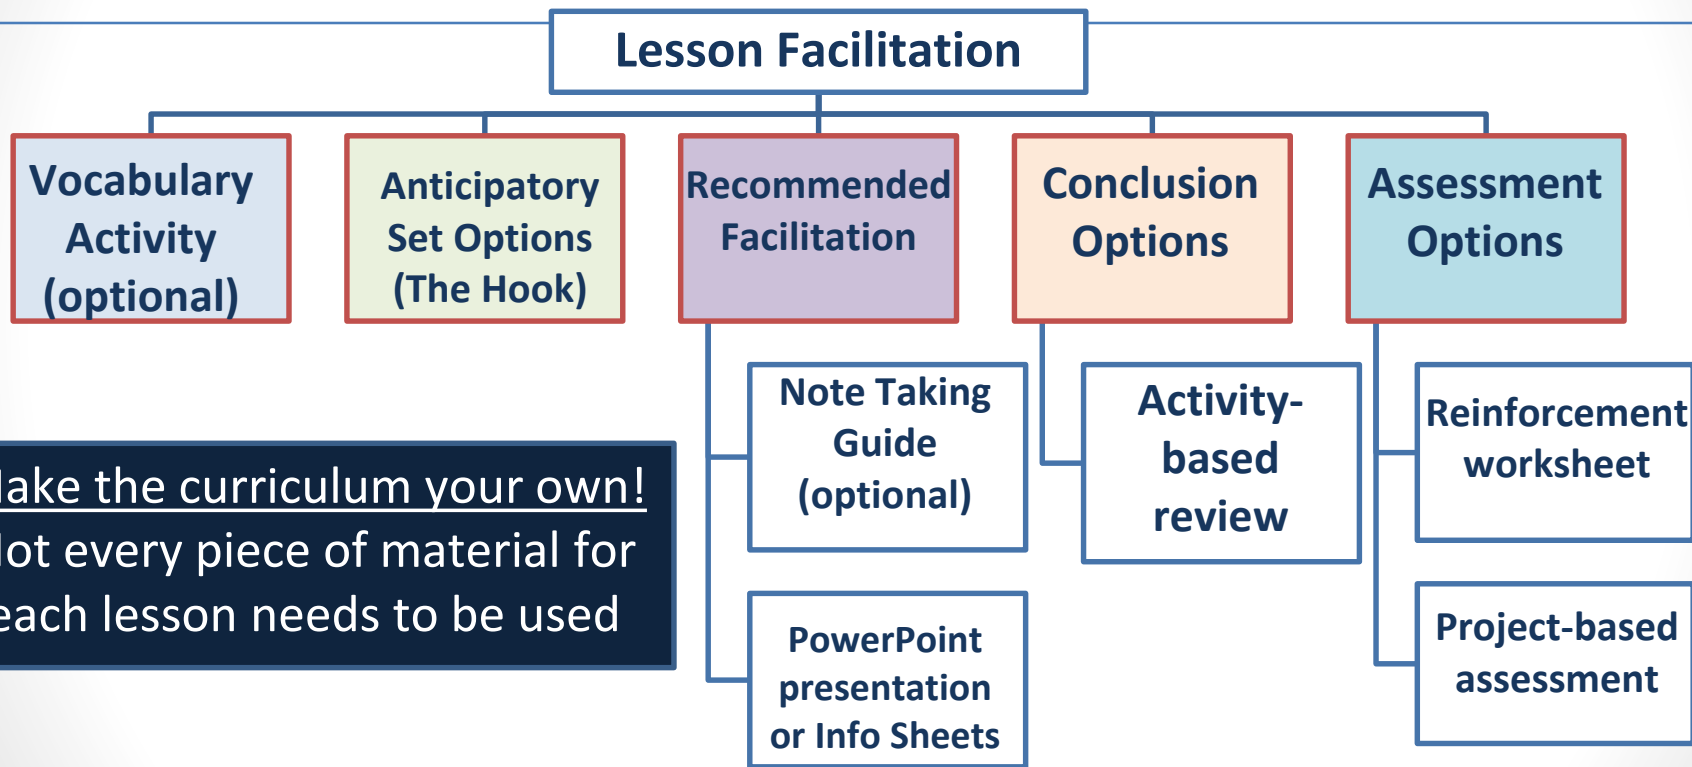 Lesson Facilitation
Vocabulary
Activity
(optional)
Anticipatory
Set Options
(The Hook)
Recommended
Facilitation
Conclusion
Options
Assessment
Options
Note Taking
Guide
(optional)
PowerPoint
presentation
or Info Sheets
Activity-
based
review
Reinforcement
worksheet
Project-based
assessment
Make the curriculum your own!
Not every piece of material for
each lesson needs to be used